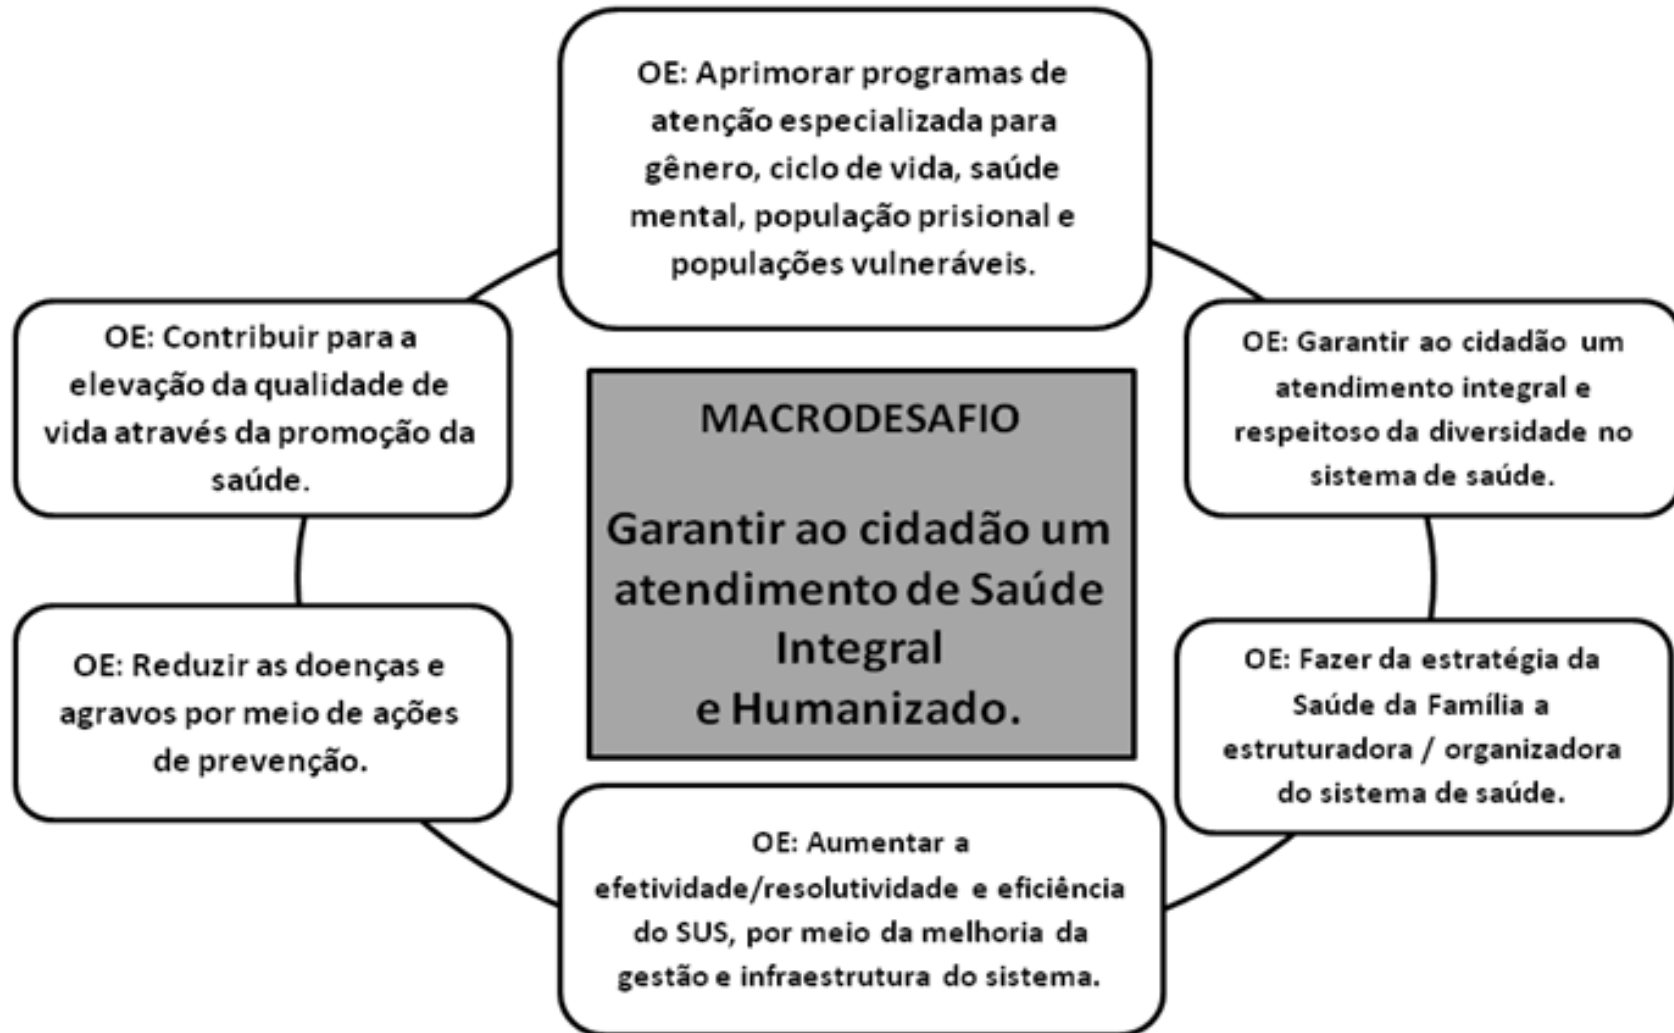 OE: Aprimorar programas de
atenção especializada para
gênero, ciclo de vida, saúde
mental, população prisional e
populações vulneráveis.
OE: Contribuir para a
elevação da qualidade de
vida através da promoção da
saúde.
OE: Garantir ao cidadão um
atendimento integral e
respeitoso da diversidade no
sistema de saúde.
MACRODESAFIO
Garantir ao cidadão um
atendimento de Saúde
Integral
e Humanizado.
OE: Reduzir as doenças e
agravos por meio de ações
de prevenção.
OE: Fazer da estratégia da
Saúde da Família a
estruturadora / organizadora
do sistema de saúde.
OE: Aumentar a
efetividade/resolutividade e eficiência
do SUS, por meio da melhoria da
gestão e infraestrutura do sistema.